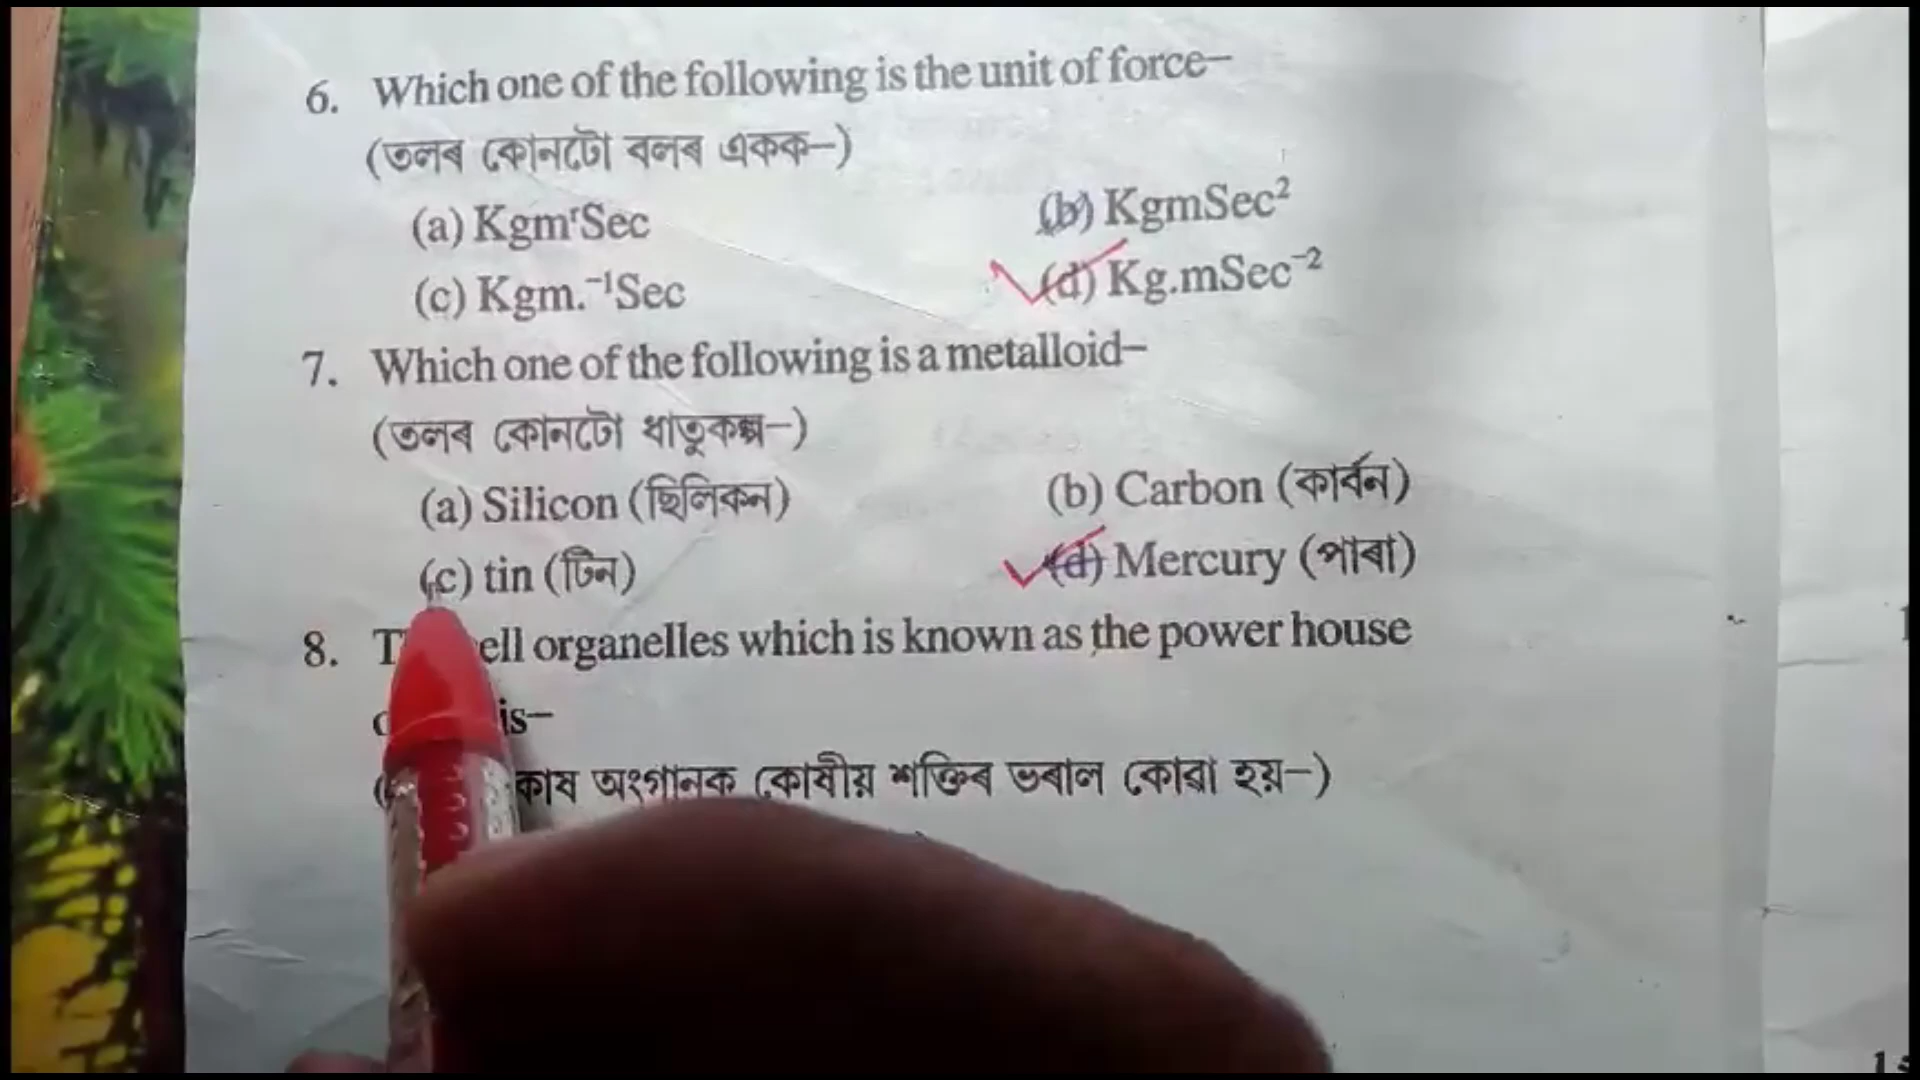 6. Which one of the following is the unit of force–
(তলৰ কোনটো বলৰ একক–)
(a) KgmʳSec (b) KgmSec²
(c) Kgm.⁻¹Sec (d) Kg.mSec⁻²
7. Which one of the following is a metalloid–
(তলৰ কোনটো ধাতুকল্প–)
(a) Silicon (ছিলিকন) (b) Carbon (কাৰ্বন)
(c) tin (টিন) (d) Mercury (পাৰা)
8. ell organelles which is known as the power house
is–
কোষ অংগানক কোষীয় শক্তিৰ ভৰাল কোৱা হয়–)